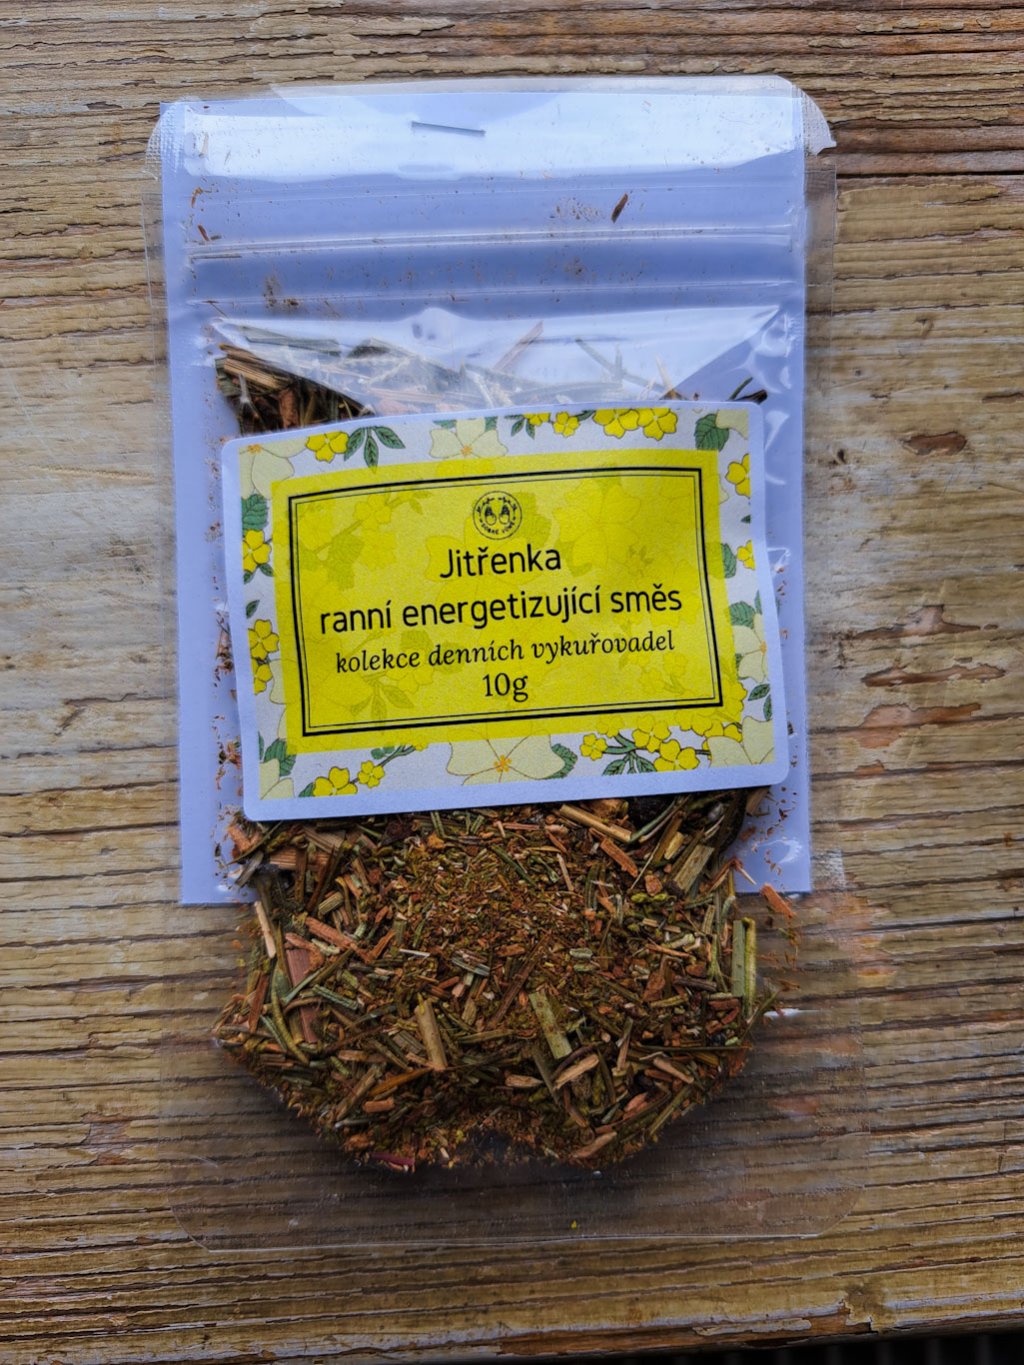 Jitřenka
ranní energetizující směs
kolekce denních vykuřovadel
10g